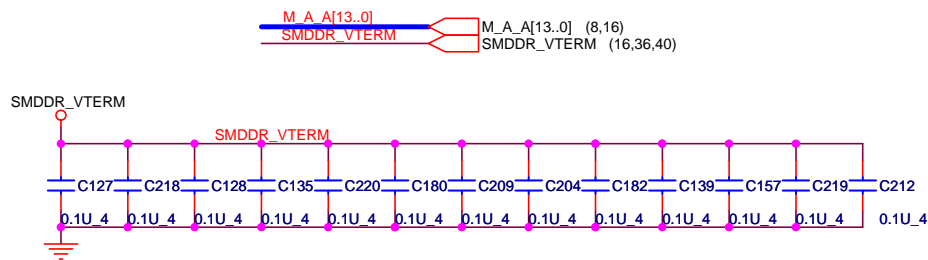 M_A_A[13..0]
M_A_A[13..0] (8,16)
SMDDR_VTERM
SMDDR_VTERM (16,36,40)
SMDDR_VTERM
SMDDR_VTERM
C127 C218 C128 C135 C220 C180 C209 C204 C182 C139 C157 C219 C212
0.1U_4 0.1U_4 0.1U_4 0.1U_4 0.1U_4 0.1U_4 0.1U_4 0.1U_4 0.1U_4 0.1U_4 0.1U_4 0.1U_4 0.1U_4